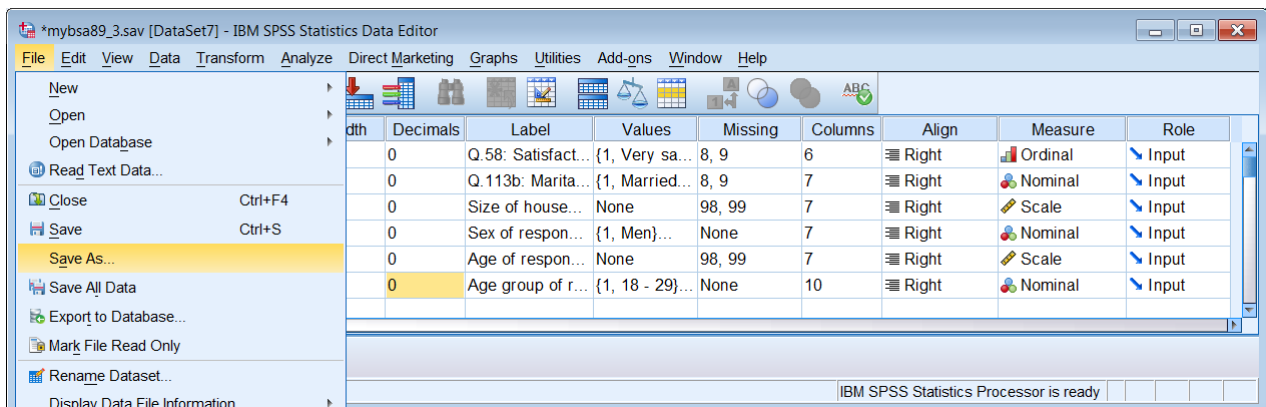 *mybsa89_3.sav [DataSet7] - IBM SPSS Statistics Data Editor
File Edit View Data Transform Analyze Direct Marketing Graphs Utilities Add-ons Window Help
New
Open
Open Database
Read Text Data...
Close Ctrl+F4
Save Ctrl+S
Save As...
Save All Data
Export to Database...
Mark File Read Only
Rename Dataset...
Display Data File Information
A
1 4
ABC
dth Decimals Label Values Missing Columns Align Measure Role
0 Q.58: Satisfact... {1, Very sa... 8, 9 6 Right Ordinal Input
0 Q.113b: Marita... {1, Married... 8, 9 7 Right Nominal Input
0 Size of house... None 98, 99 7 Right Scale Input
0 Sex of respon... {1, Men}... None 7 Right Nominal Input
0 Age of respon... None 98, 99 7 Right Scale Input
0 Age group of r... {1, 18 - 29}... None 10 Right Nominal Input
IBM SPSS Statistics Processor is ready